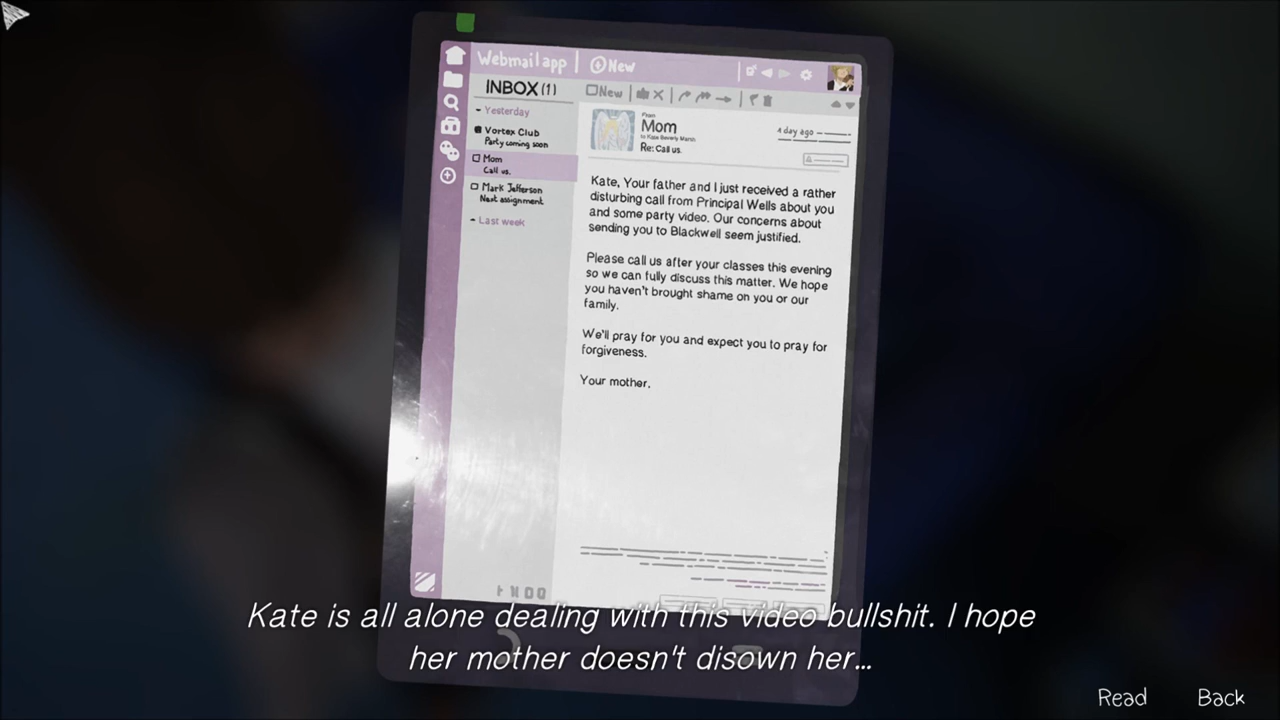 Webmail app
New
INBOX (1)
Yesterday
Vortex Club
Party coming soon
Mom
Call us.
Mark Jefferson
Next assignment
Last week
New
From
Mom
to Kate Beverly Marsh
Re: Call us.
4 day ago
Kate, Your father and I just received a rather
disturbing call from Principal Wells about you
and some party video. Our concerns about
sending you to Blackwell seem justified.
Please call us after your classes this evening
so we can fully discuss this matter. We hope
you haven't brought shame on you or our
family.
We'll pray for you and expect you to pray for
forgiveness.
Your mother.
Kate is all alone dealing with this video bullshit. I hope
her mother doesn't disown her...
Read
Back